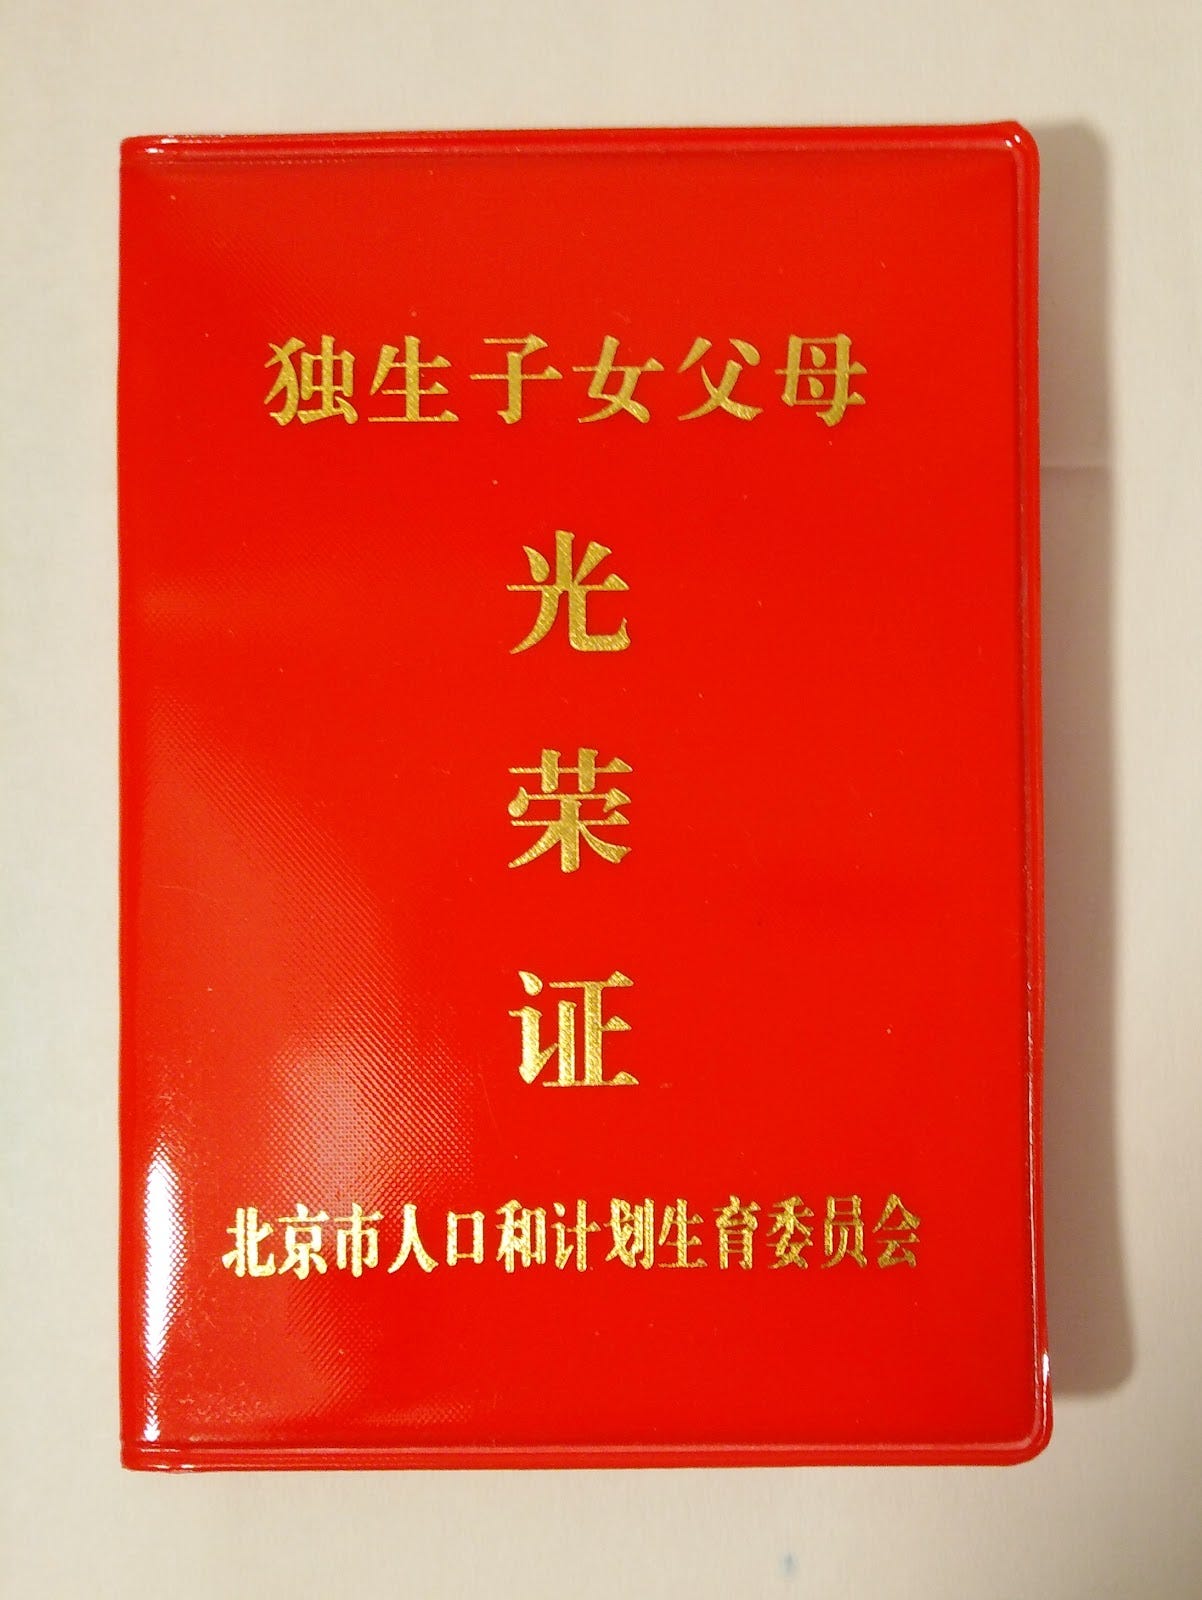 独生子女父母
光
荣
证
北京市人口和计划生育委员会